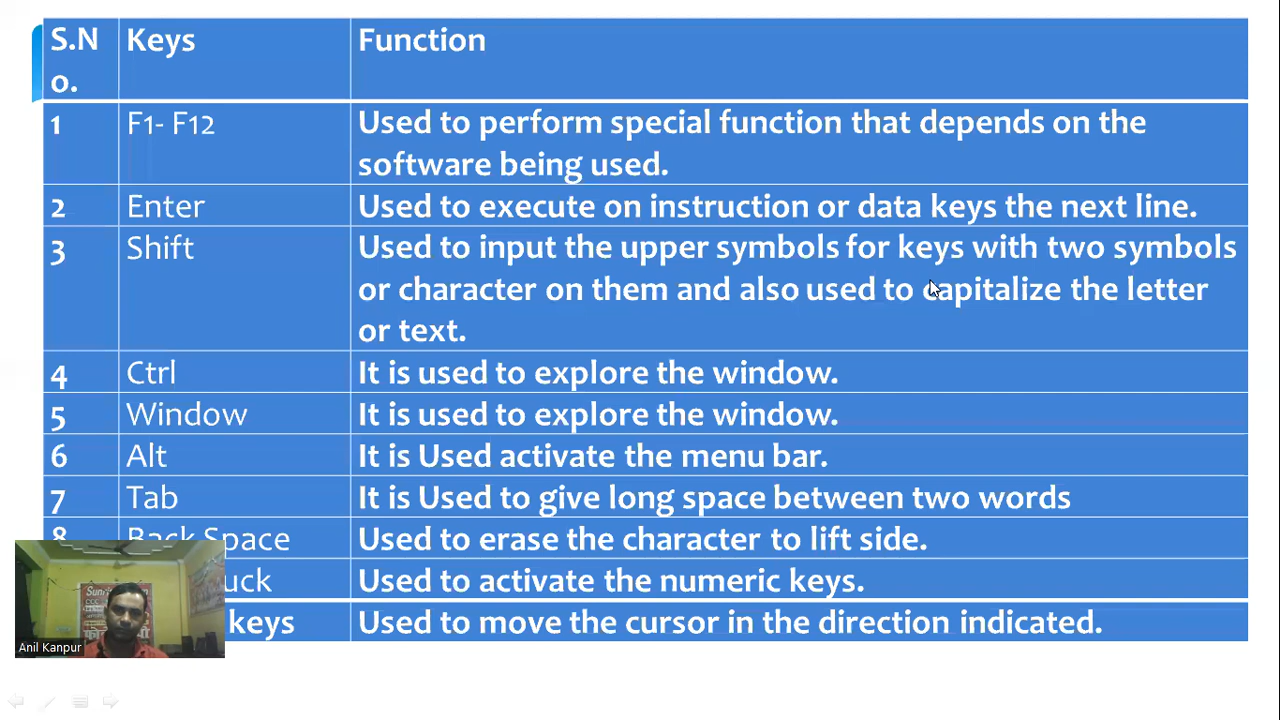 S.N
o.
Keys
Function
1
F1- F12
Used to perform special function that depends on the
software being used.
2
Enter
Used to execute on instruction or data keys the next line.
3
Shift
Used to input the upper symbols for keys with two symbols
or character on them and also used to capitalize the letter
or text.
4
Ctrl
It is used to explore the window.
5
Window
It is used to explore the window.
6
Alt
It is Used activate the menu bar.
7
Tab
It is Used to give long space between two words
8
Back Space
Used to erase the character to lift side.
uck
Used to activate the numeric keys.
keys
Used to move the cursor in the direction indicated.
Anil Kanpur